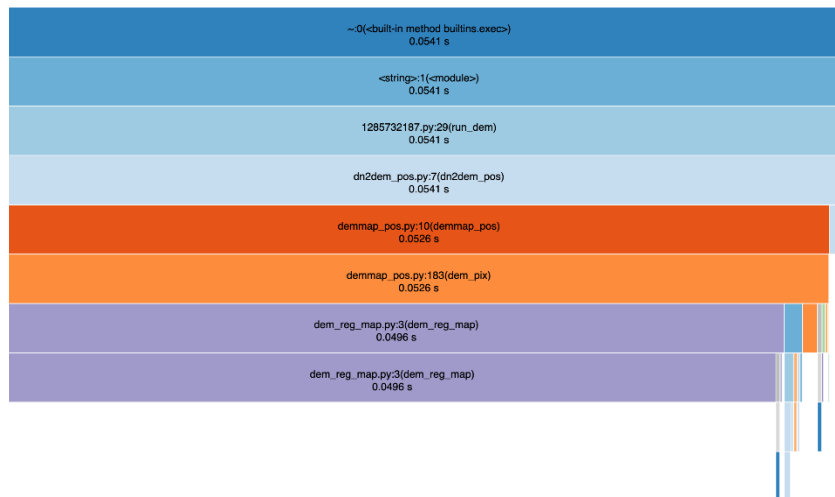 ~:0(<built-in method builtins.exec>)
0.0541 s
<string>:1(<module>)
0.0541 s
1285732187.py:29(run_dem)
0.0541 s
dn2dem_pos.py:7(dn2dem_pos)
0.0541 s
demmap_pos.py:10(demmap_pos)
0.0526 s
demmap_pos.py:183(dem_pix)
0.0526 s
dem_reg_map.py:3(dem_reg_map)
0.0496 s
dem_reg_map.py:3(dem_reg_map)
0.0496 s